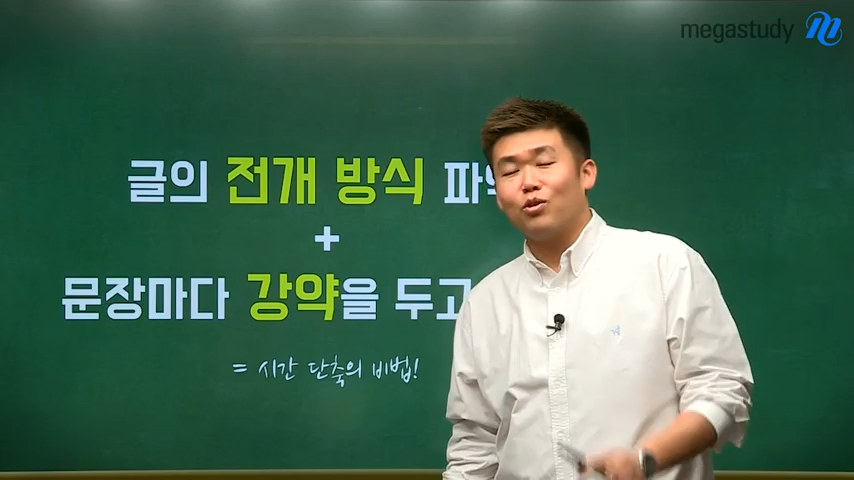 megastudy
글의 전개 방식
+
문장마다 강약을 두고
= 시간 단축의 비법!